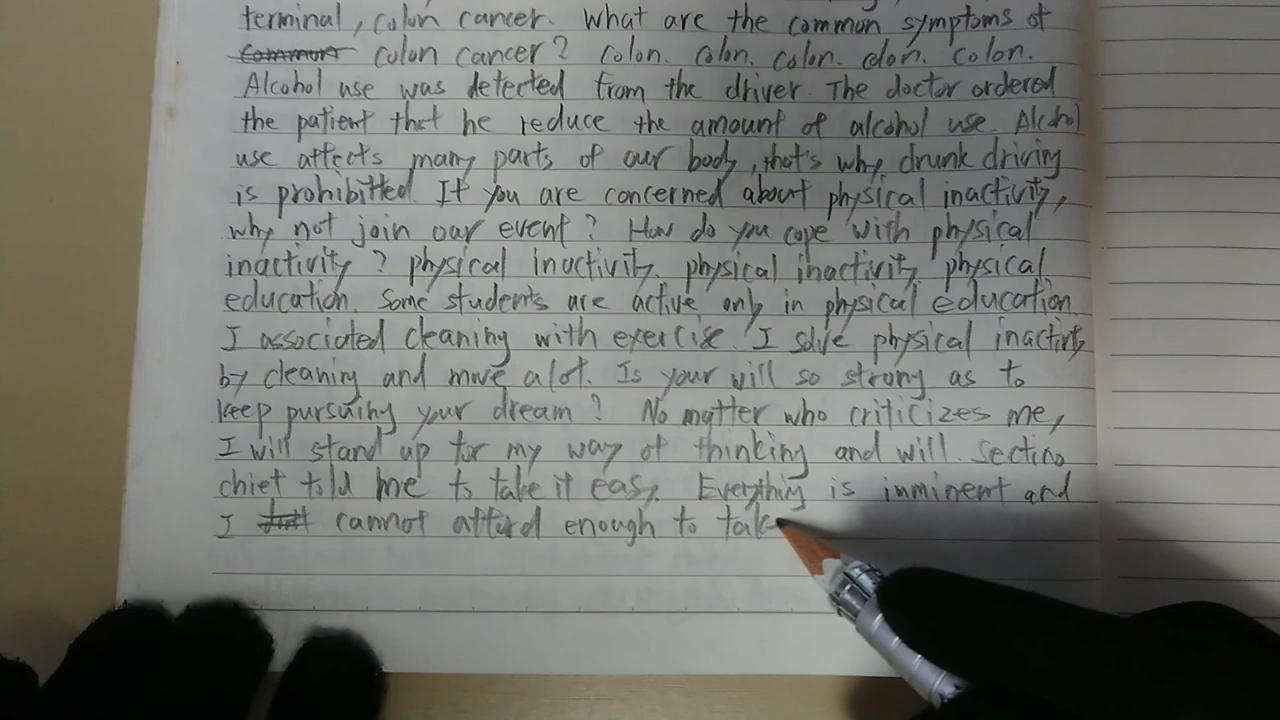 terminal, colon cancer. What are the common symptoms of
common colon cancer? colon. colon. colon. colon. colon.
Alcohol use was detected from the driver. The doctor ordered
the patient that he reduce the amount of alcohol use. Alcohol
use affects many parts of our body, that's why drunk driving
is prohibitted. If you are concerned about physical inactivity,
why not join our event? How do you cope with physical
inactivity? physical inactivity. physical inactivity physical
education. Some students are active only in physical education.
I associated cleaning with exercise. I solve physical inactivity
by cleaning and move a lot. Is your will so strong as to
keep pursuing your dream? No matter who criticizes me,
I will stand up for my way of thinking and will. Section
chief told me to take it easy. Everything is imminent and
I cannot afford enough to take